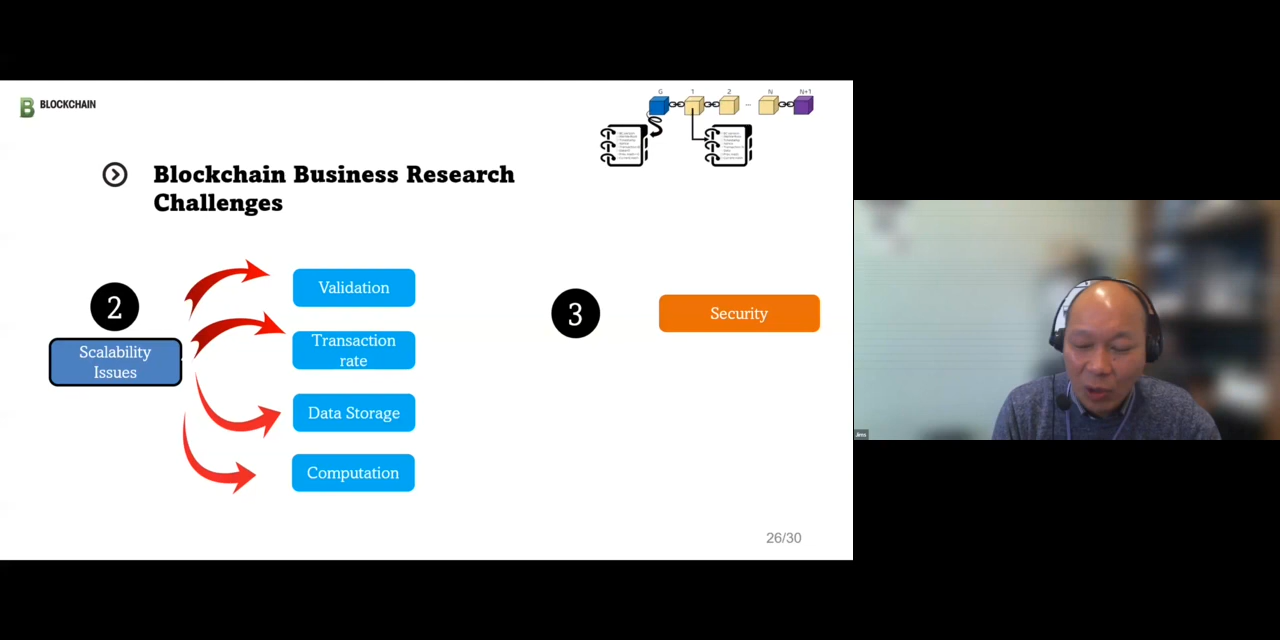 BLOCKCHAIN
G 1 2 ... N N+1
Blockchain Business Research
Challenges
2
Scalability
Issues
Validation
Transaction
rate
Data Storage
Computation
3
Security
26/30